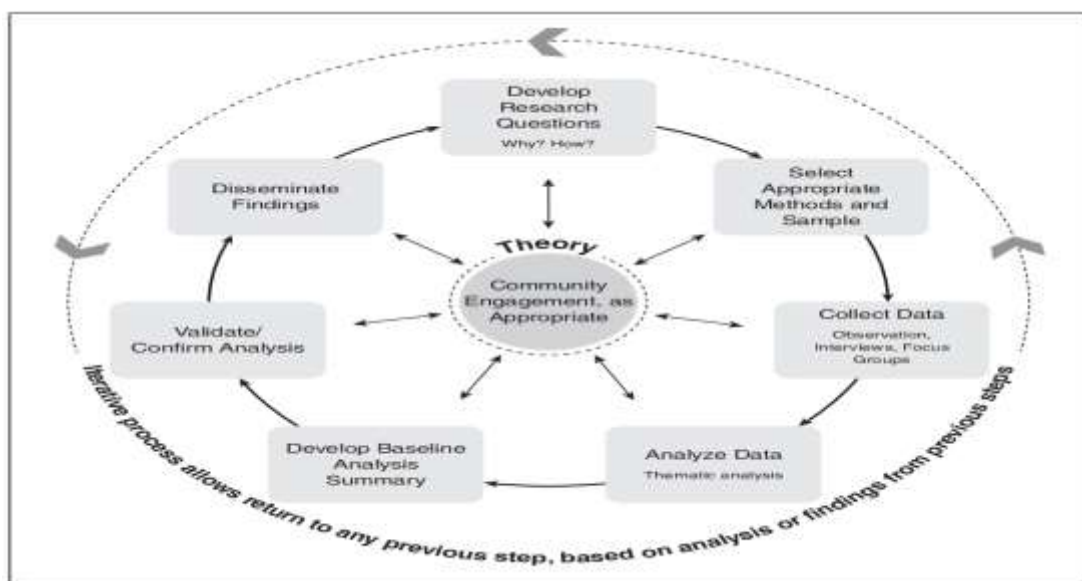 Develop
Research
Questions
Why? How?
Select
Appropriate
Methods and
Sample
Collect Data
Observation,
Interviews, Focus
Groups
Analyze Data
Thematic analysis
Develop Baseline
Analysis
Summary
Validate/
Confirm Analysis
Disseminate
Findings
Theory
Community
Engagement, as
Appropriate
Iterative process allows return to any previous step, based on analysis or findings from previous steps